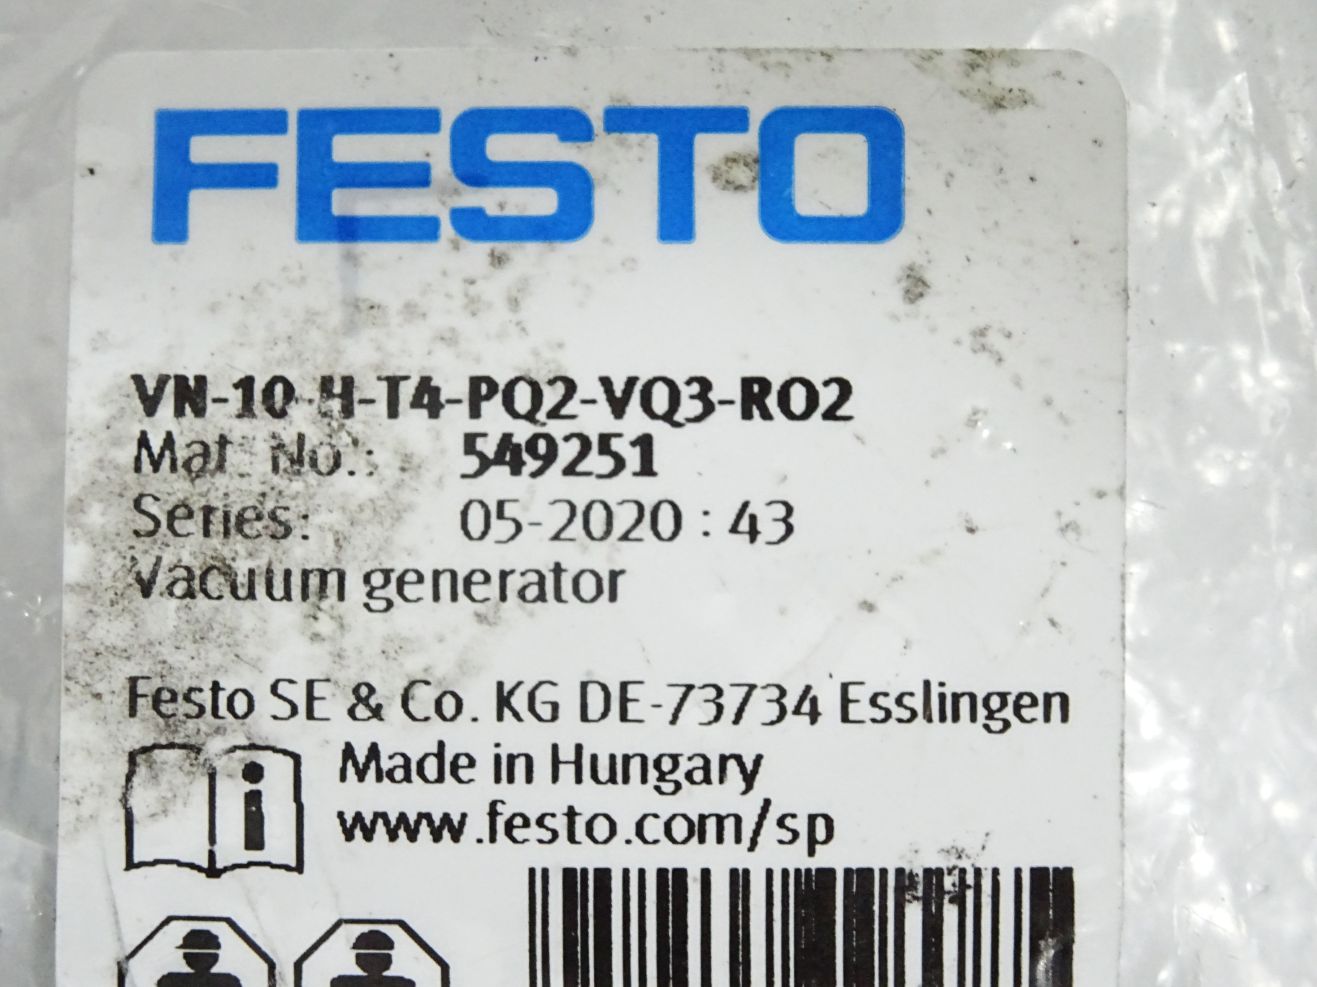 FESTO
VN-10-H-T4-PQ2-VQ3-RO2
Mat. No.: 549251
Series: 05-2020 : 43
Vacuum generator
Festo SE & Co. KG DE-73734 Esslingen
Made in Hungary
www.festo.com/sp